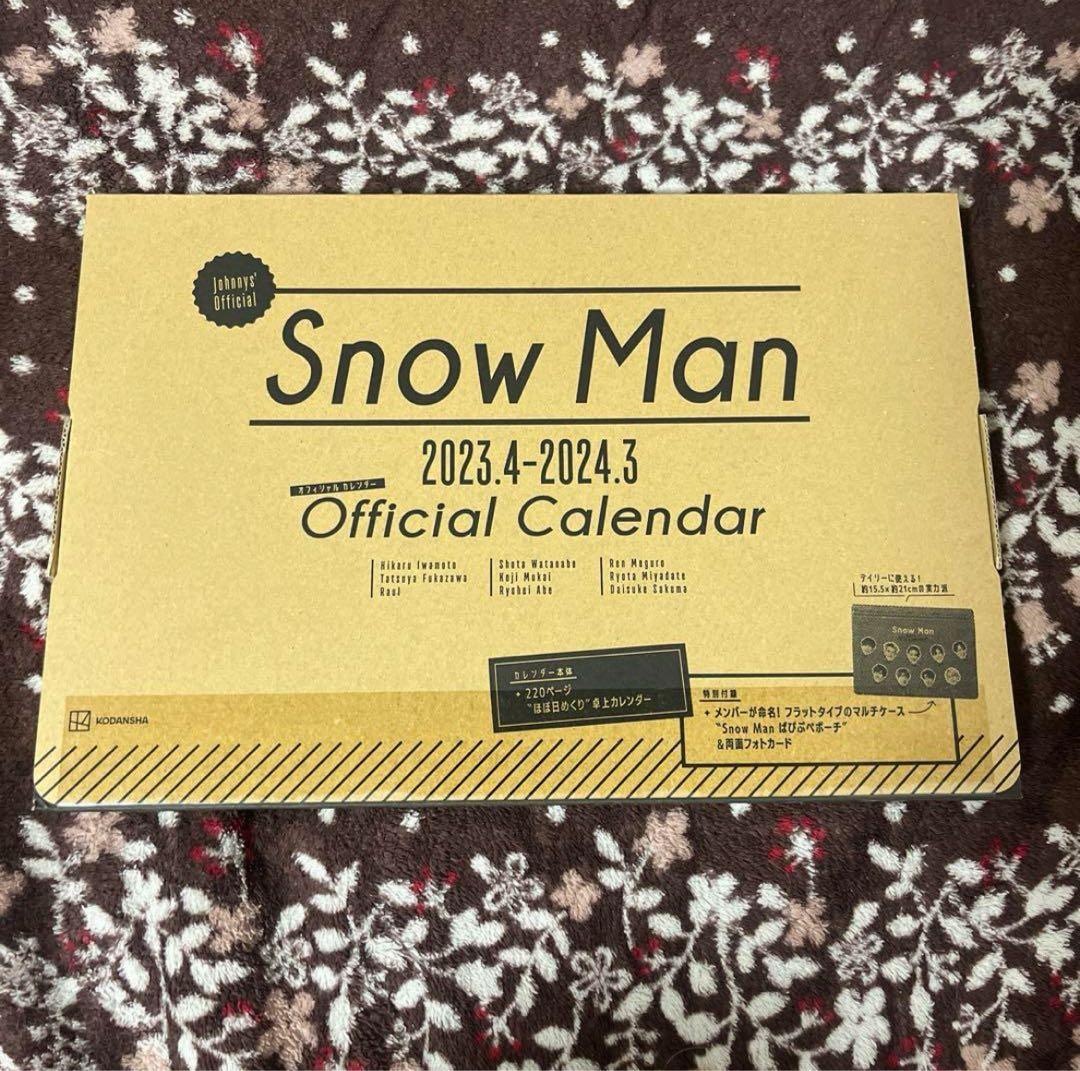 Johnnys'
Official
Snow Man
2023.4-2024.3
オフィシャル カレンダー
Official Calendar
Hikaru Iwamoto
Tatsuya Fukazawa
Raul
Shota Watanabe
Koji Mukai
Ryohei Abe
Ren Meguro
Ryota Miyadate
Daisuke Sakuma
デイリーに使える!
約15.5×約21cmの実力派
Snow Man
カレンダー本体
+ 220ページ
"ほぼ日めくり"卓上カレンダー
特別付録
+ メンバーが命名! フラットタイプのマルチケース
"Snow Man ぱぴぷぺポーチ"
&両面フォトカード
KODANSHA